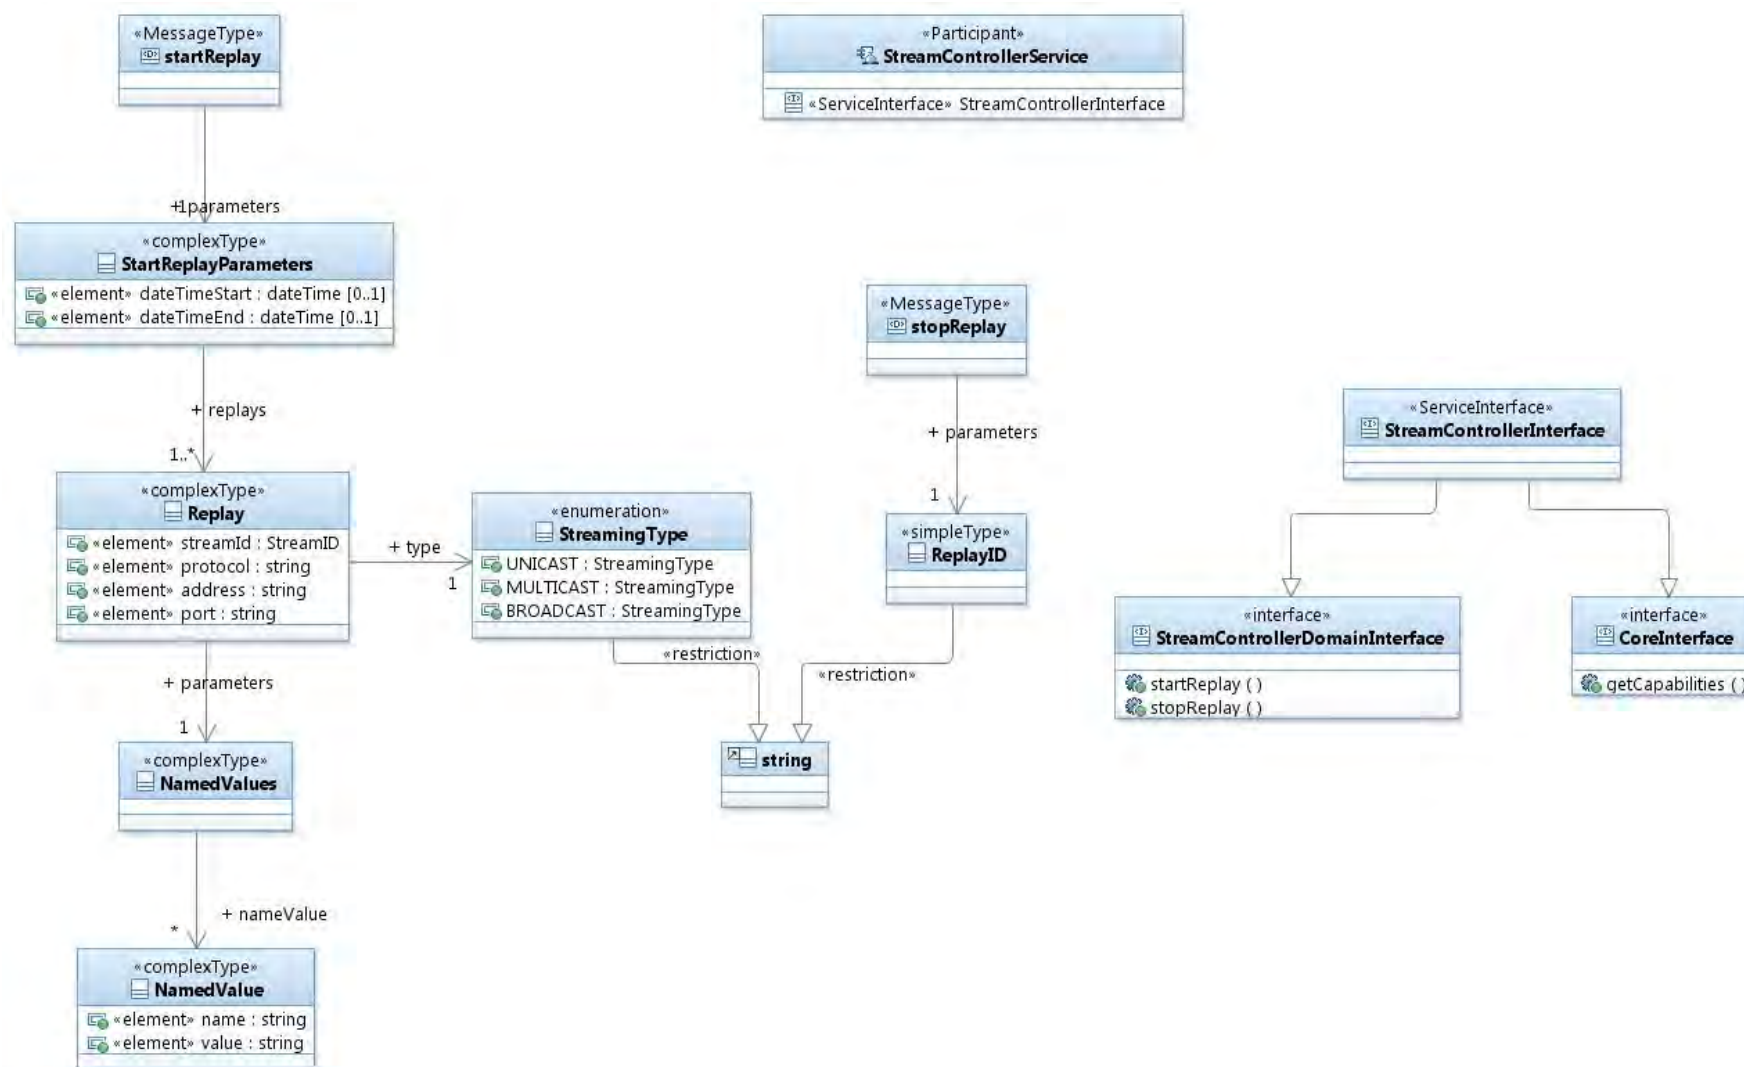 «MessageType»
startReplay
«Participant»
StreamControllerService
«ServiceInterface» StreamControllerInterface
+ parameters
1
«complexType»
StartReplayParameters
«element» dateTimeStart : dateTime [0..1]
«element» dateTimeEnd : dateTime [0..1]
+ replays
1..*
«complexType»
Replay
«element» streamId : StreamID
«element» protocol : string
«element» address : string
«element» port : string
+ type
1
«enumeration»
StreamingType
UNICAST : StreamingType
MULTICAST : StreamingType
BROADCAST : StreamingType
«restriction»
«MessageType»
stopReplay
+ parameters
1
«simpleType»
ReplayID
«restriction»
string
«ServiceInterface»
StreamControllerInterface
«interface»
StreamControllerDomainInterface
startReplay ( )
stopReplay ( )
«interface»
CoreInterface
getCapabilities ( )
+ parameters
1
«complexType»
NamedValues
+ nameValue
*
«complexType»
NamedValue
«element» name : string
«element» value : string